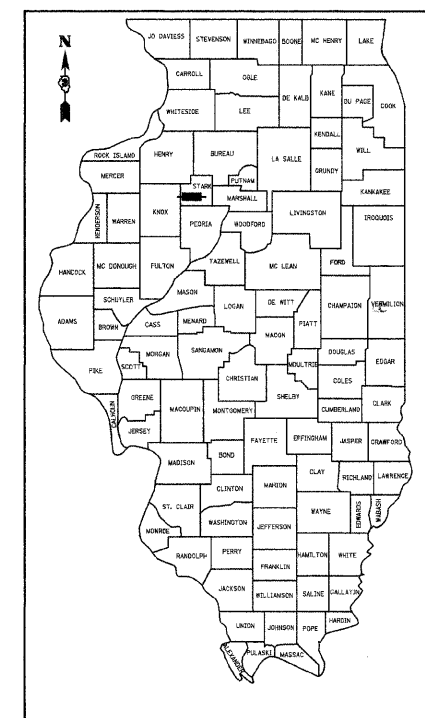 JO DAVIESS STEVENSON WINNEBAGO BOONE MC HENRY LAKE
N
CARROLL OGLE
DE KALB KANE DU PAGE COOK
WHITESIDE LEE
KENDALL WILL
ROCK ISLAND HENRY BUREAU LA SALLE
MERCER PUTNAM GRUNDY
STARK KANKAKEE
HENDERSON WARREN KNOX MARSHALL LIVINGSTON
PEORIA WOODFORD IROQUOIS
FULTON TAZEWELL MC LEAN FORD
HANCOCK MC DONOUGH
MASON
SCHUYLER LOGAN DE WITT CHAMPAIGN VERMILION
ADAMS BROWN CASS MENARD MACON PIATT
MORGAN SANGAMON DOUGLAS
PIKE SCOTT CHRISTIAN MOULTRIE EDGAR
COLES
GREENE MACOUPIN MONTGOMERY SHELBY CUMBERLAND CLARK
CALHOUN JERSEY
FAYETTE EFFINGHAM JASPER CRAWFORD
MADISON BOND
CLAY
CLINTON MARION RICHLAND LAWRENCE
ST. CLAIR WAYNE EDWARDS WABASH
WASHINGTON JEFFERSON
MONROE
RANDOLPH PERRY HAMILTON WHITE
FRANKLIN
JACKSON WILLIAMSON SALINE GALLATIN
UNION JOHNSON POPE HARDIN
ALEXANDER PULASKI MASSAC